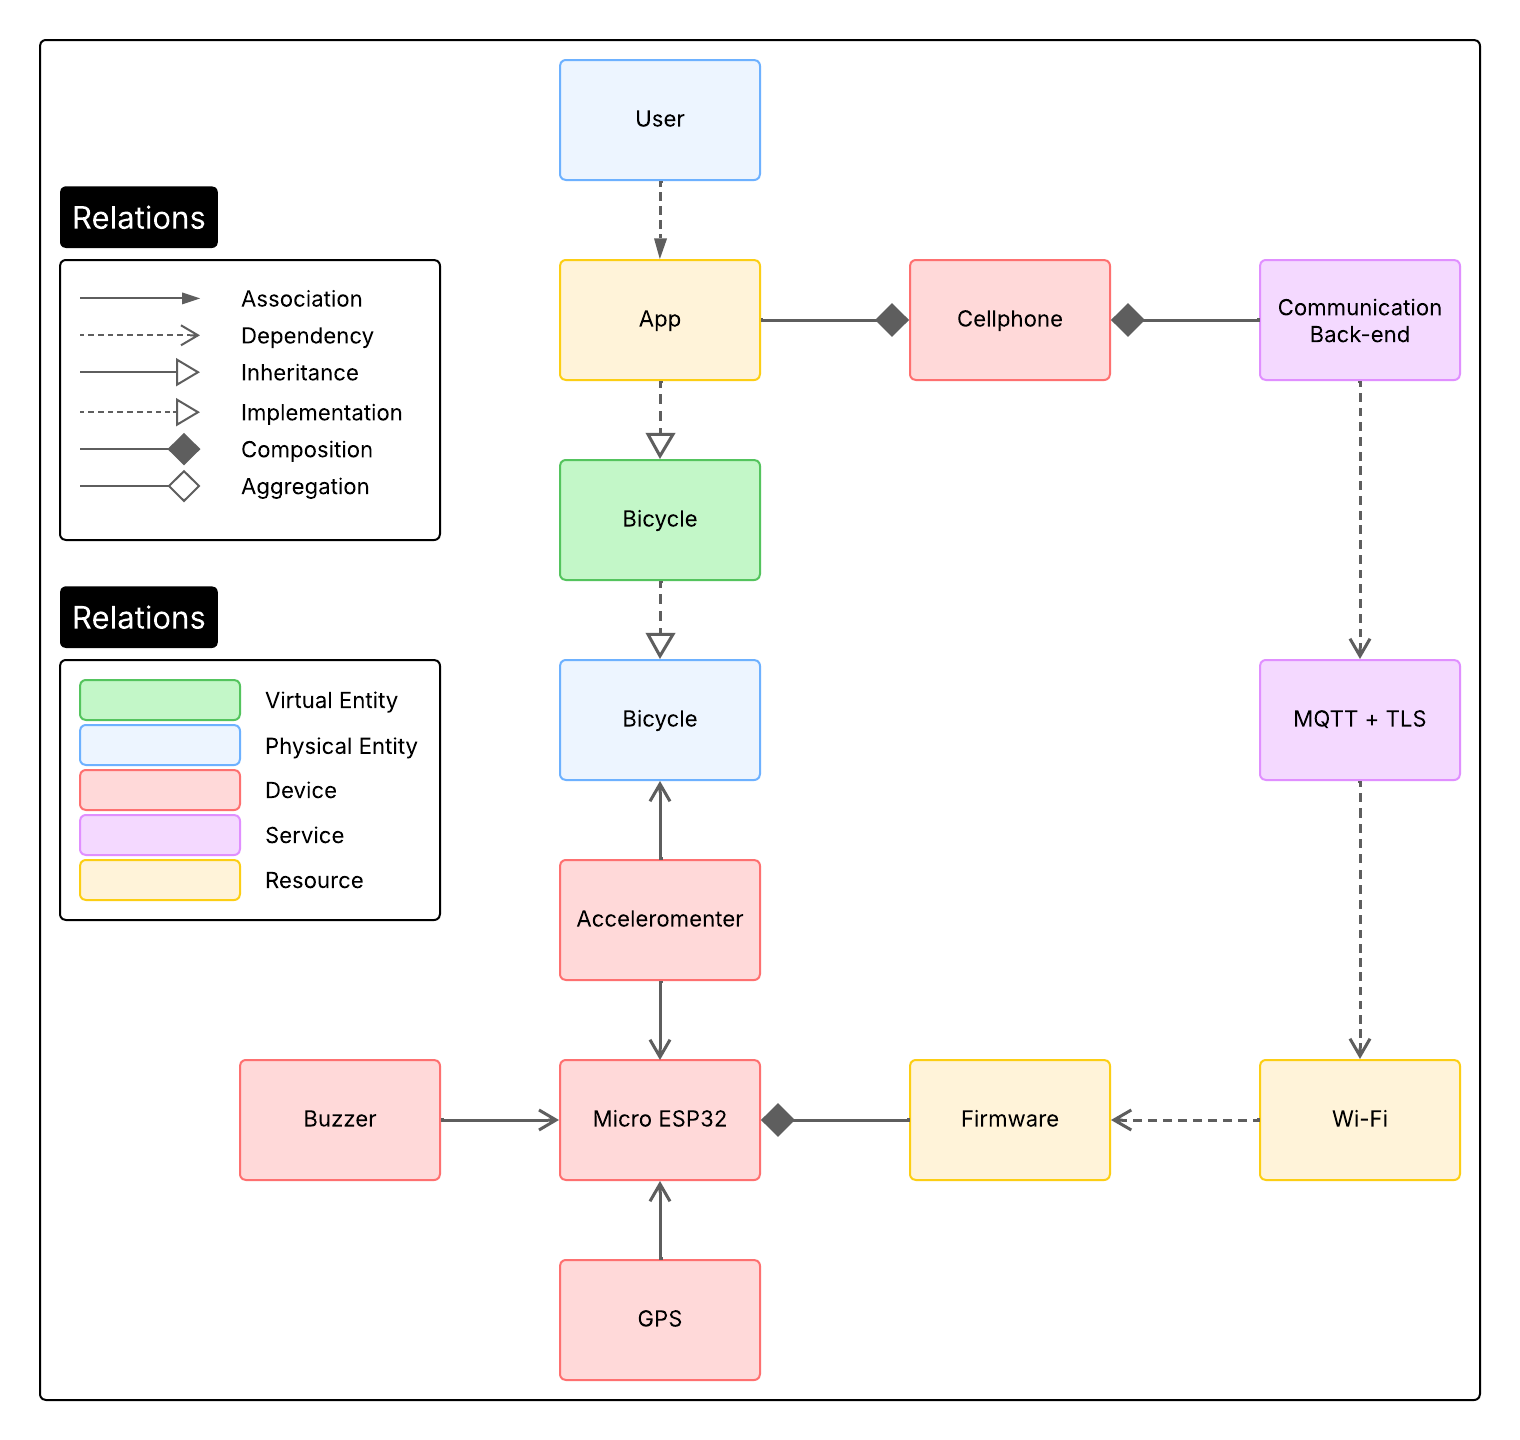 User
Relations
Association
Dependency
Inheritance
Implementation
Composition
Aggregation
App
Cellphone
Communication
Back-end
Bicycle
Relations
Virtual Entity
Physical Entity
Device
Service
Resource
Bicycle
MQTT + TLS
Acceleromenter
Buzzer
Micro ESP32
Firmware
Wi-Fi
GPS